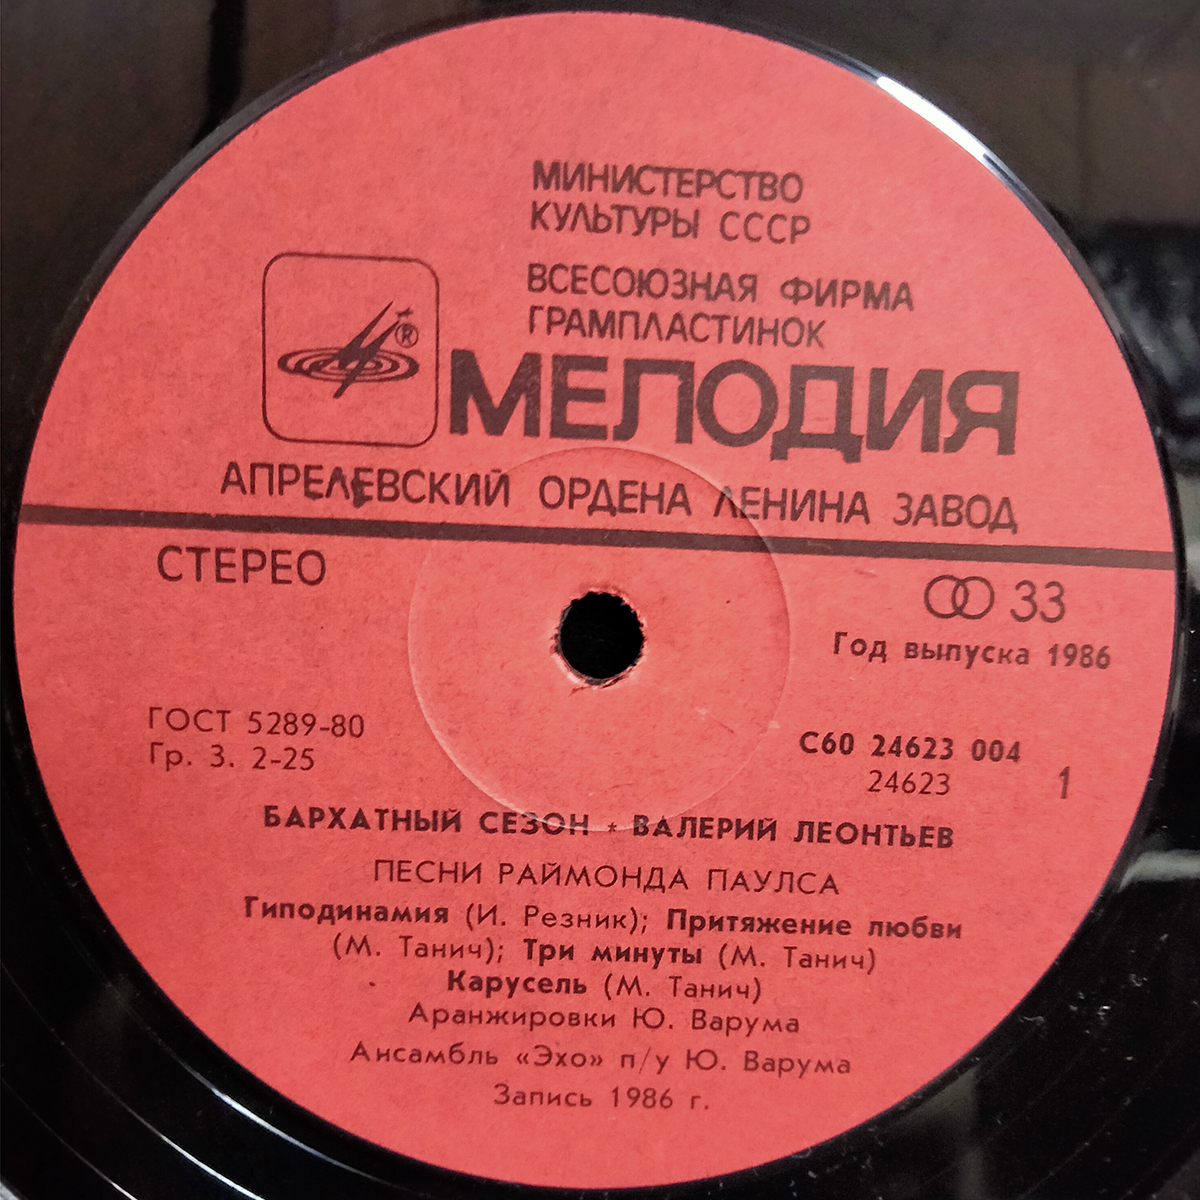 МИНИСТЕРСТВО
КУЛЬТУРЫ СССР
ВСЕСОЮЗНАЯ ФИРМА
ГРАМПЛАСТИНОК
®
МЕЛОДИЯ
АПРЕЛЕВСКИЙ ОРДЕНА ЛЕНИНА ЗАВОД
СТЕРЕО
33
Год выпуска 1986
ГОСТ 5289-80
Гр. 3. 2-25
С60 24623 004
24623
1
БАРХАТНЫЙ СЕЗОН * ВАЛЕРИЙ ЛЕОНТЬЕВ
ПЕСНИ РАЙМОНДА ПАУЛСА
Гиподинамия (И. Резник); Притяжение любви
(М. Танич); Три минуты (М. Танич)
Карусель (М. Танич)
Аранжировки Ю. Варума
Ансамбль «Эхо» п/у Ю. Варума
Запись 1986 г.